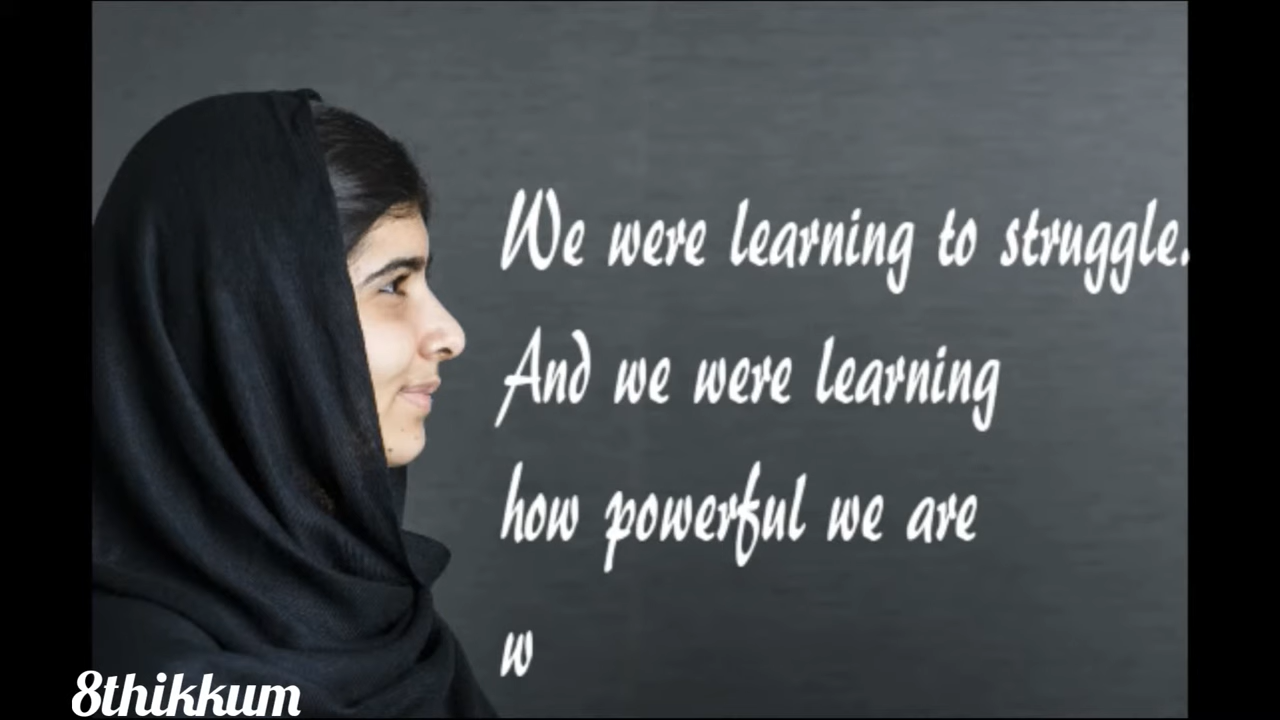 We were learning to struggle.
And we were learning
how powerful we are
w
8thikkum